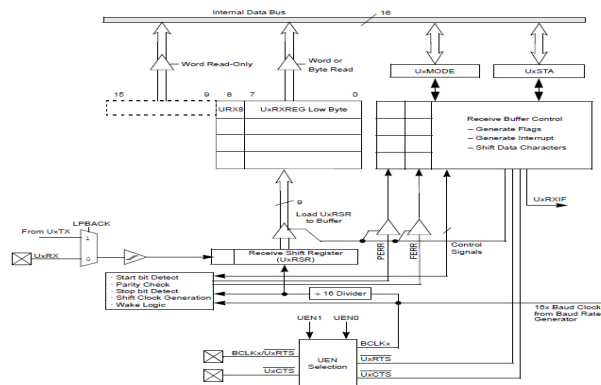 Internal Data Bus
16
Word Read-Only
Word or
Byte Read
UxMODE
UxSTA
15
9
8
7
0
URX8
UxRXREG Low Byte
Receive Buffer Control
– Generate Flags
– Generate Interrupt
– Shift Data Characters
9
Load UxRSR
to Buffer
UxRXIF
LPBACK
From UxTX
1
UxRX
0
Receive Shift Register
(UxRSR)
PERR
FERR
Control
Signals
· Start bit Detect
· Parity Check
· Stop bit Detect
· Shift Clock Generation
· Wake Logic
÷ 16 Divider
16x Baud Clock
from Baud Rate
Generator
UEN1
UEN0
UEN
Selection
BCLKx
BCLKx/UxRTS
UxRTS
UxCTS
UxCTS